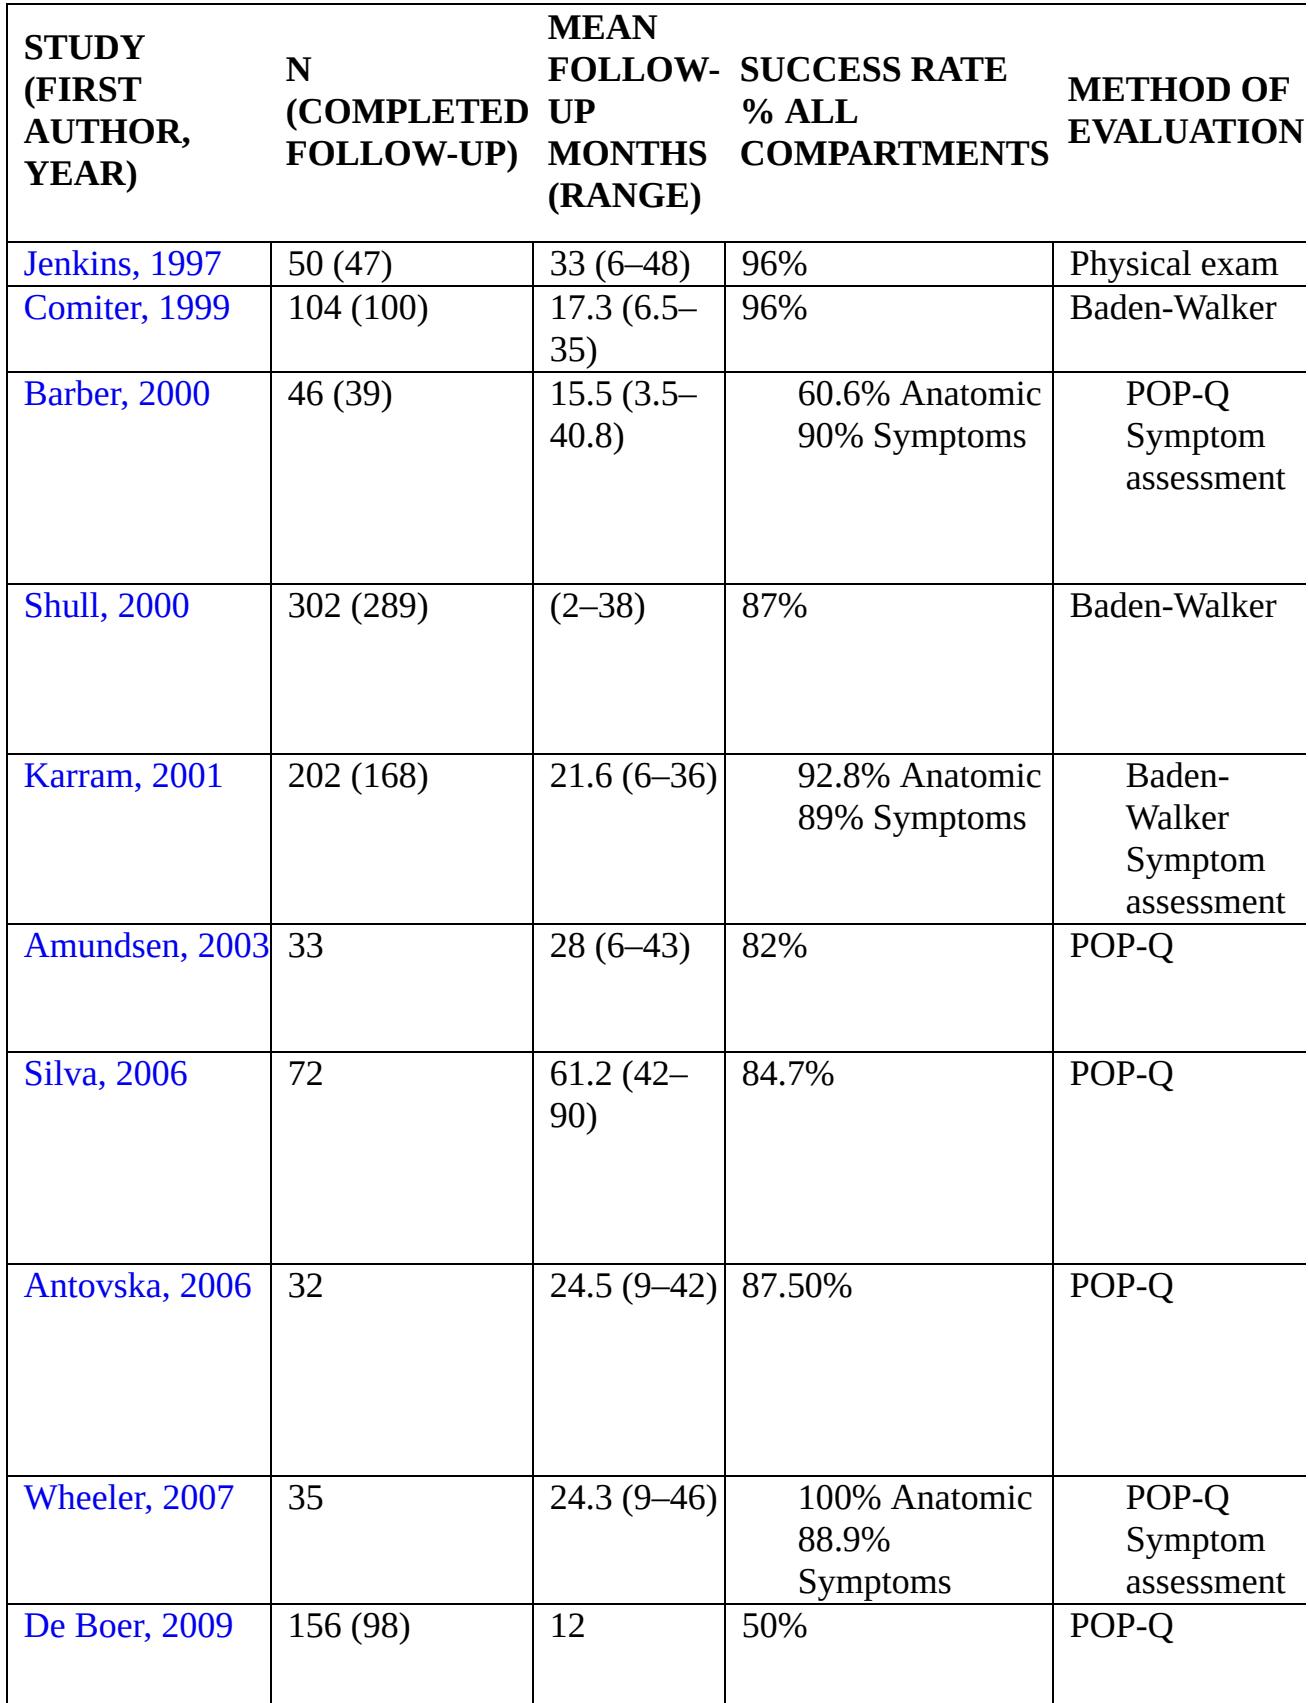 STUDY
(FIRST
AUTHOR,
YEAR)
N
(COMPLETED
FOLLOW-UP)
MEAN
FOLLOW-
UP
MONTHS
(RANGE)
SUCCESS RATE
% ALL
COMPARTMENTS
METHOD OF
EVALUATION
Jenkins, 1997
50 (47)
33 (6–48)
96%
Physical exam
Comiter, 1999
104 (100)
17.3 (6.5–
35)
96%
Baden-Walker
Barber, 2000
46 (39)
15.5 (3.5–
40.8)
60.6% Anatomic
90% Symptoms
POP-Q
Symptom
assessment
Shull, 2000
302 (289)
(2–38)
87%
Baden-Walker
Karram, 2001
202 (168)
21.6 (6–36)
92.8% Anatomic
89% Symptoms
Baden-
Walker
Symptom
assessment
Amundsen, 2003
33
28 (6–43)
82%
POP-Q
Silva, 2006
72
61.2 (42–
90)
84.7%
POP-Q
Antovska, 2006
32
24.5 (9–42)
87.50%
POP-Q
Wheeler, 2007
35
24.3 (9–46)
100% Anatomic
88.9%
Symptoms
POP-Q
Symptom
assessment
De Boer, 2009
156 (98)
12
50%
POP-Q